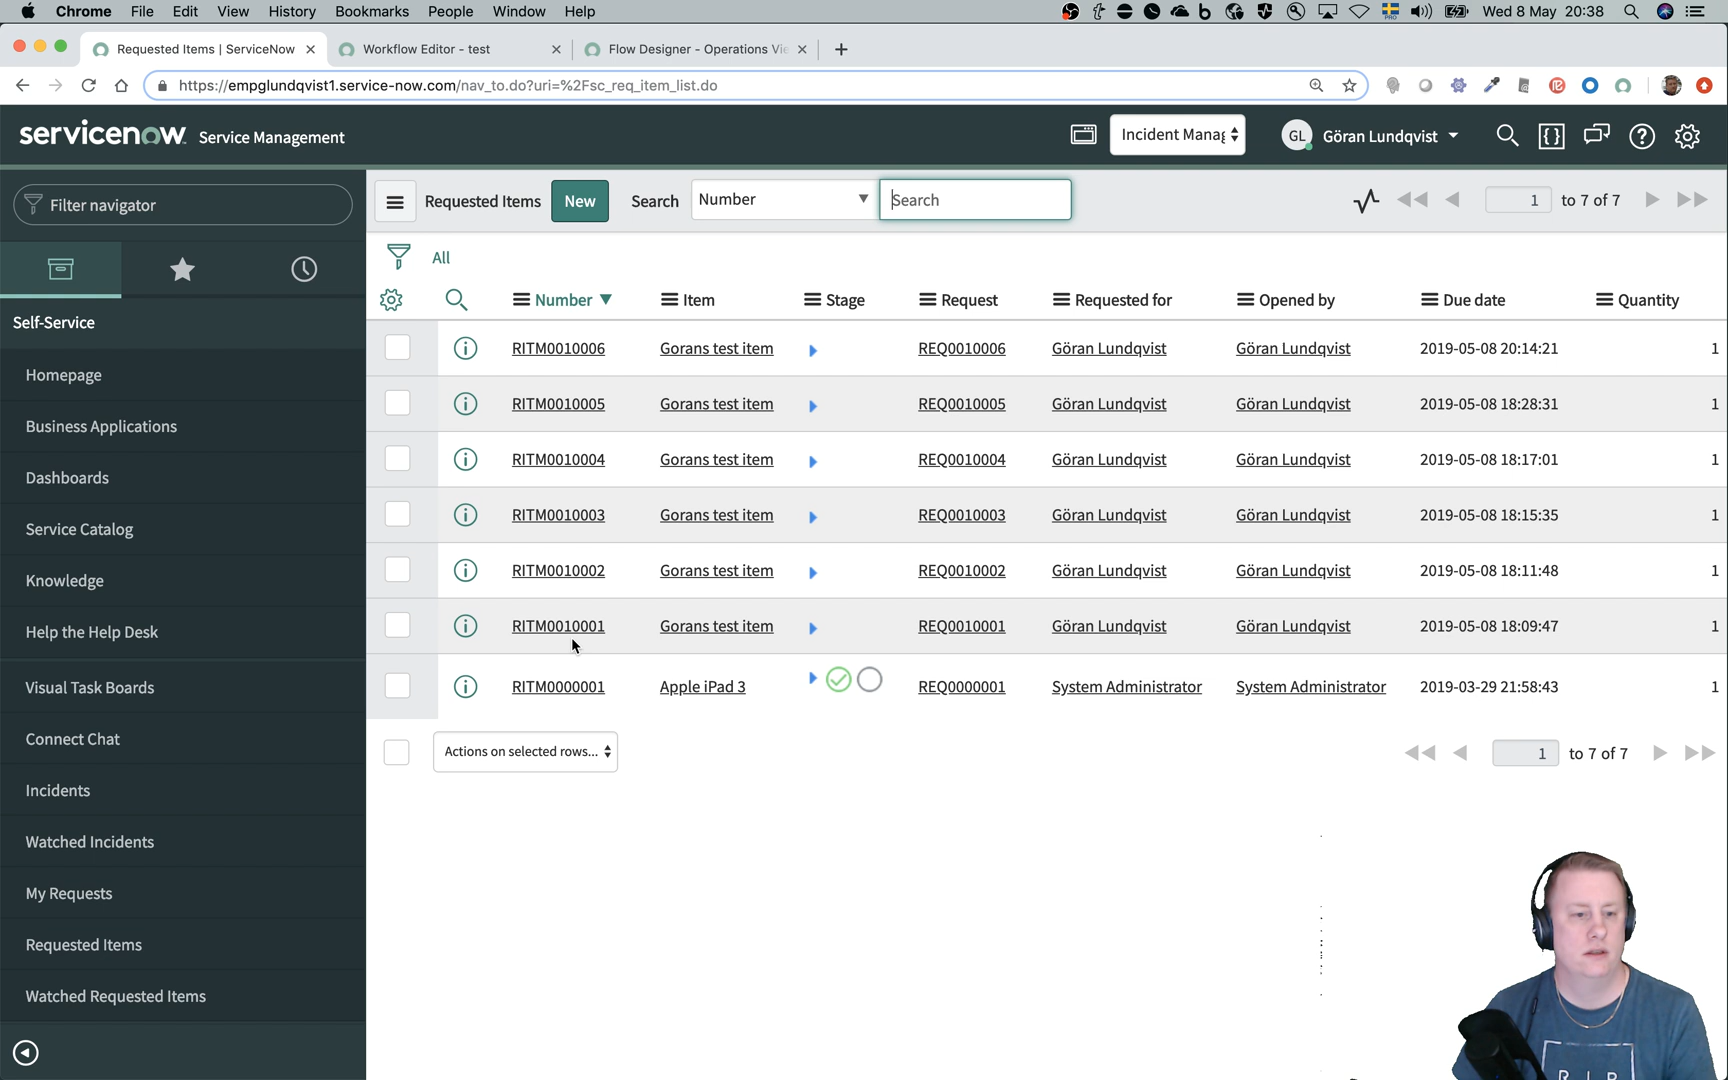 Chrome File Edit View History Bookmarks People Window Help Wed 8 May 20:38
Requested Items | ServiceNow Workflow Editor - test Flow Designer - Operations Vie
https://empglundqvist1.service-now.com/nav_to.do?uri=%2Fsc_req_item_list.do
servicenow Service Management Incident Manag GL Göran Lundqvist
Filter navigator
Requested Items New Search Number Search 1 to 7 of 7
All
Number Item Stage Request Requested for Opened by Due date Quantity
Self-Service
Homepage
Business Applications
Dashboards
Service Catalog
Knowledge
Help the Help Desk
Visual Task Boards
Connect Chat
Incidents
Watched Incidents
My Requests
Requested Items
Watched Requested Items
RITM0010006 Gorans test item REQ0010006 Göran Lundqvist Göran Lundqvist 2019-05-08 20:14:21 1
RITM0010005 Gorans test item REQ0010005 Göran Lundqvist Göran Lundqvist 2019-05-08 18:28:31 1
RITM0010004 Gorans test item REQ0010004 Göran Lundqvist Göran Lundqvist 2019-05-08 18:17:01 1
RITM0010003 Gorans test item REQ0010003 Göran Lundqvist Göran Lundqvist 2019-05-08 18:15:35 1
RITM0010002 Gorans test item REQ0010002 Göran Lundqvist Göran Lundqvist 2019-05-08 18:11:48 1
RITM0010001 Gorans test item REQ0010001 Göran Lundqvist Göran Lundqvist 2019-05-08 18:09:47 1
RITM0000001 Apple iPad 3 REQ0000001 System Administrator System Administrator 2019-03-29 21:58:43 1
Actions on selected rows... 1 to 7 of 7